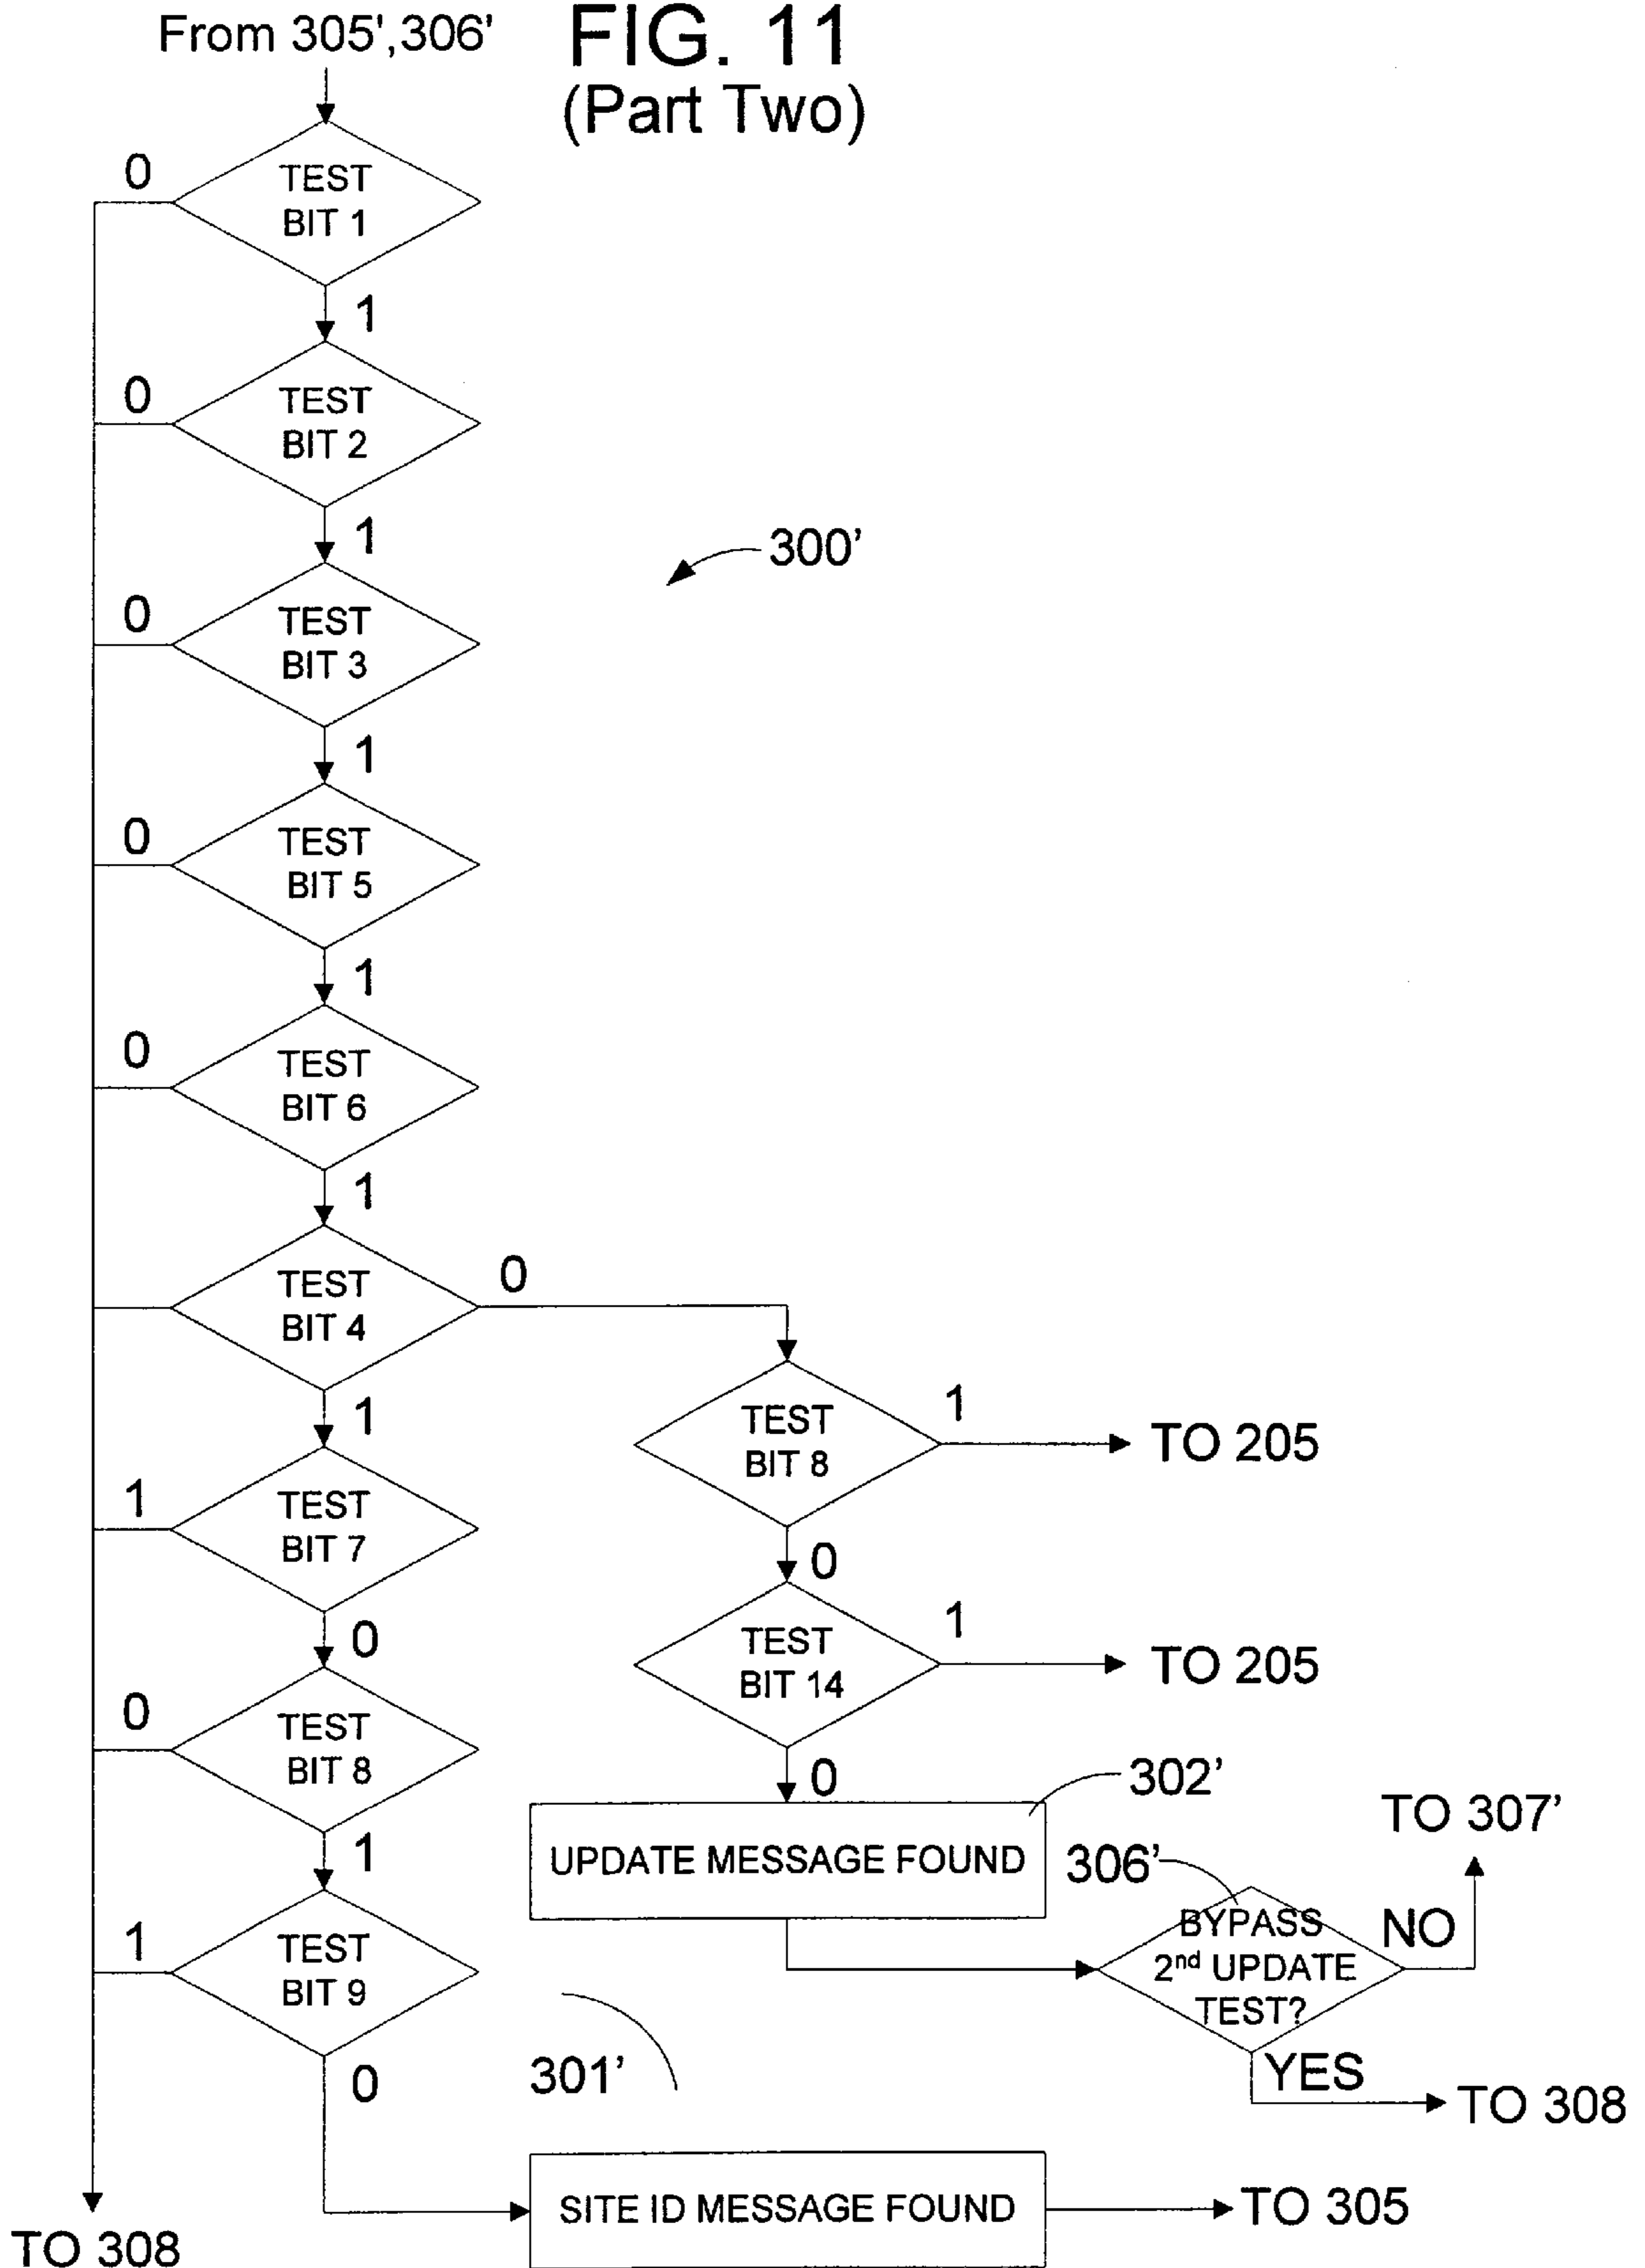 From 305',306'
FIG. 11
(Part Two)
0
TEST
BIT 1
1
0
TEST
BIT 2
1
300'
0
TEST
BIT 3
1
0
TEST
BIT 5
1
0
TEST
BIT 6
1
TEST
BIT 4
0
1
TEST
BIT 8
1
TO 205
1
TEST
BIT 7
0
0
TEST
BIT 14
1
TO 205
0
TEST
BIT 8
0
302'
1
UPDATE MESSAGE FOUND
306'
TO 307'
1
TEST
BIT 9
BYPASS
2nd UPDATE
TEST?
NO
0
301'
YES
TO 308
SITE ID MESSAGE FOUND
TO 305
TO 308